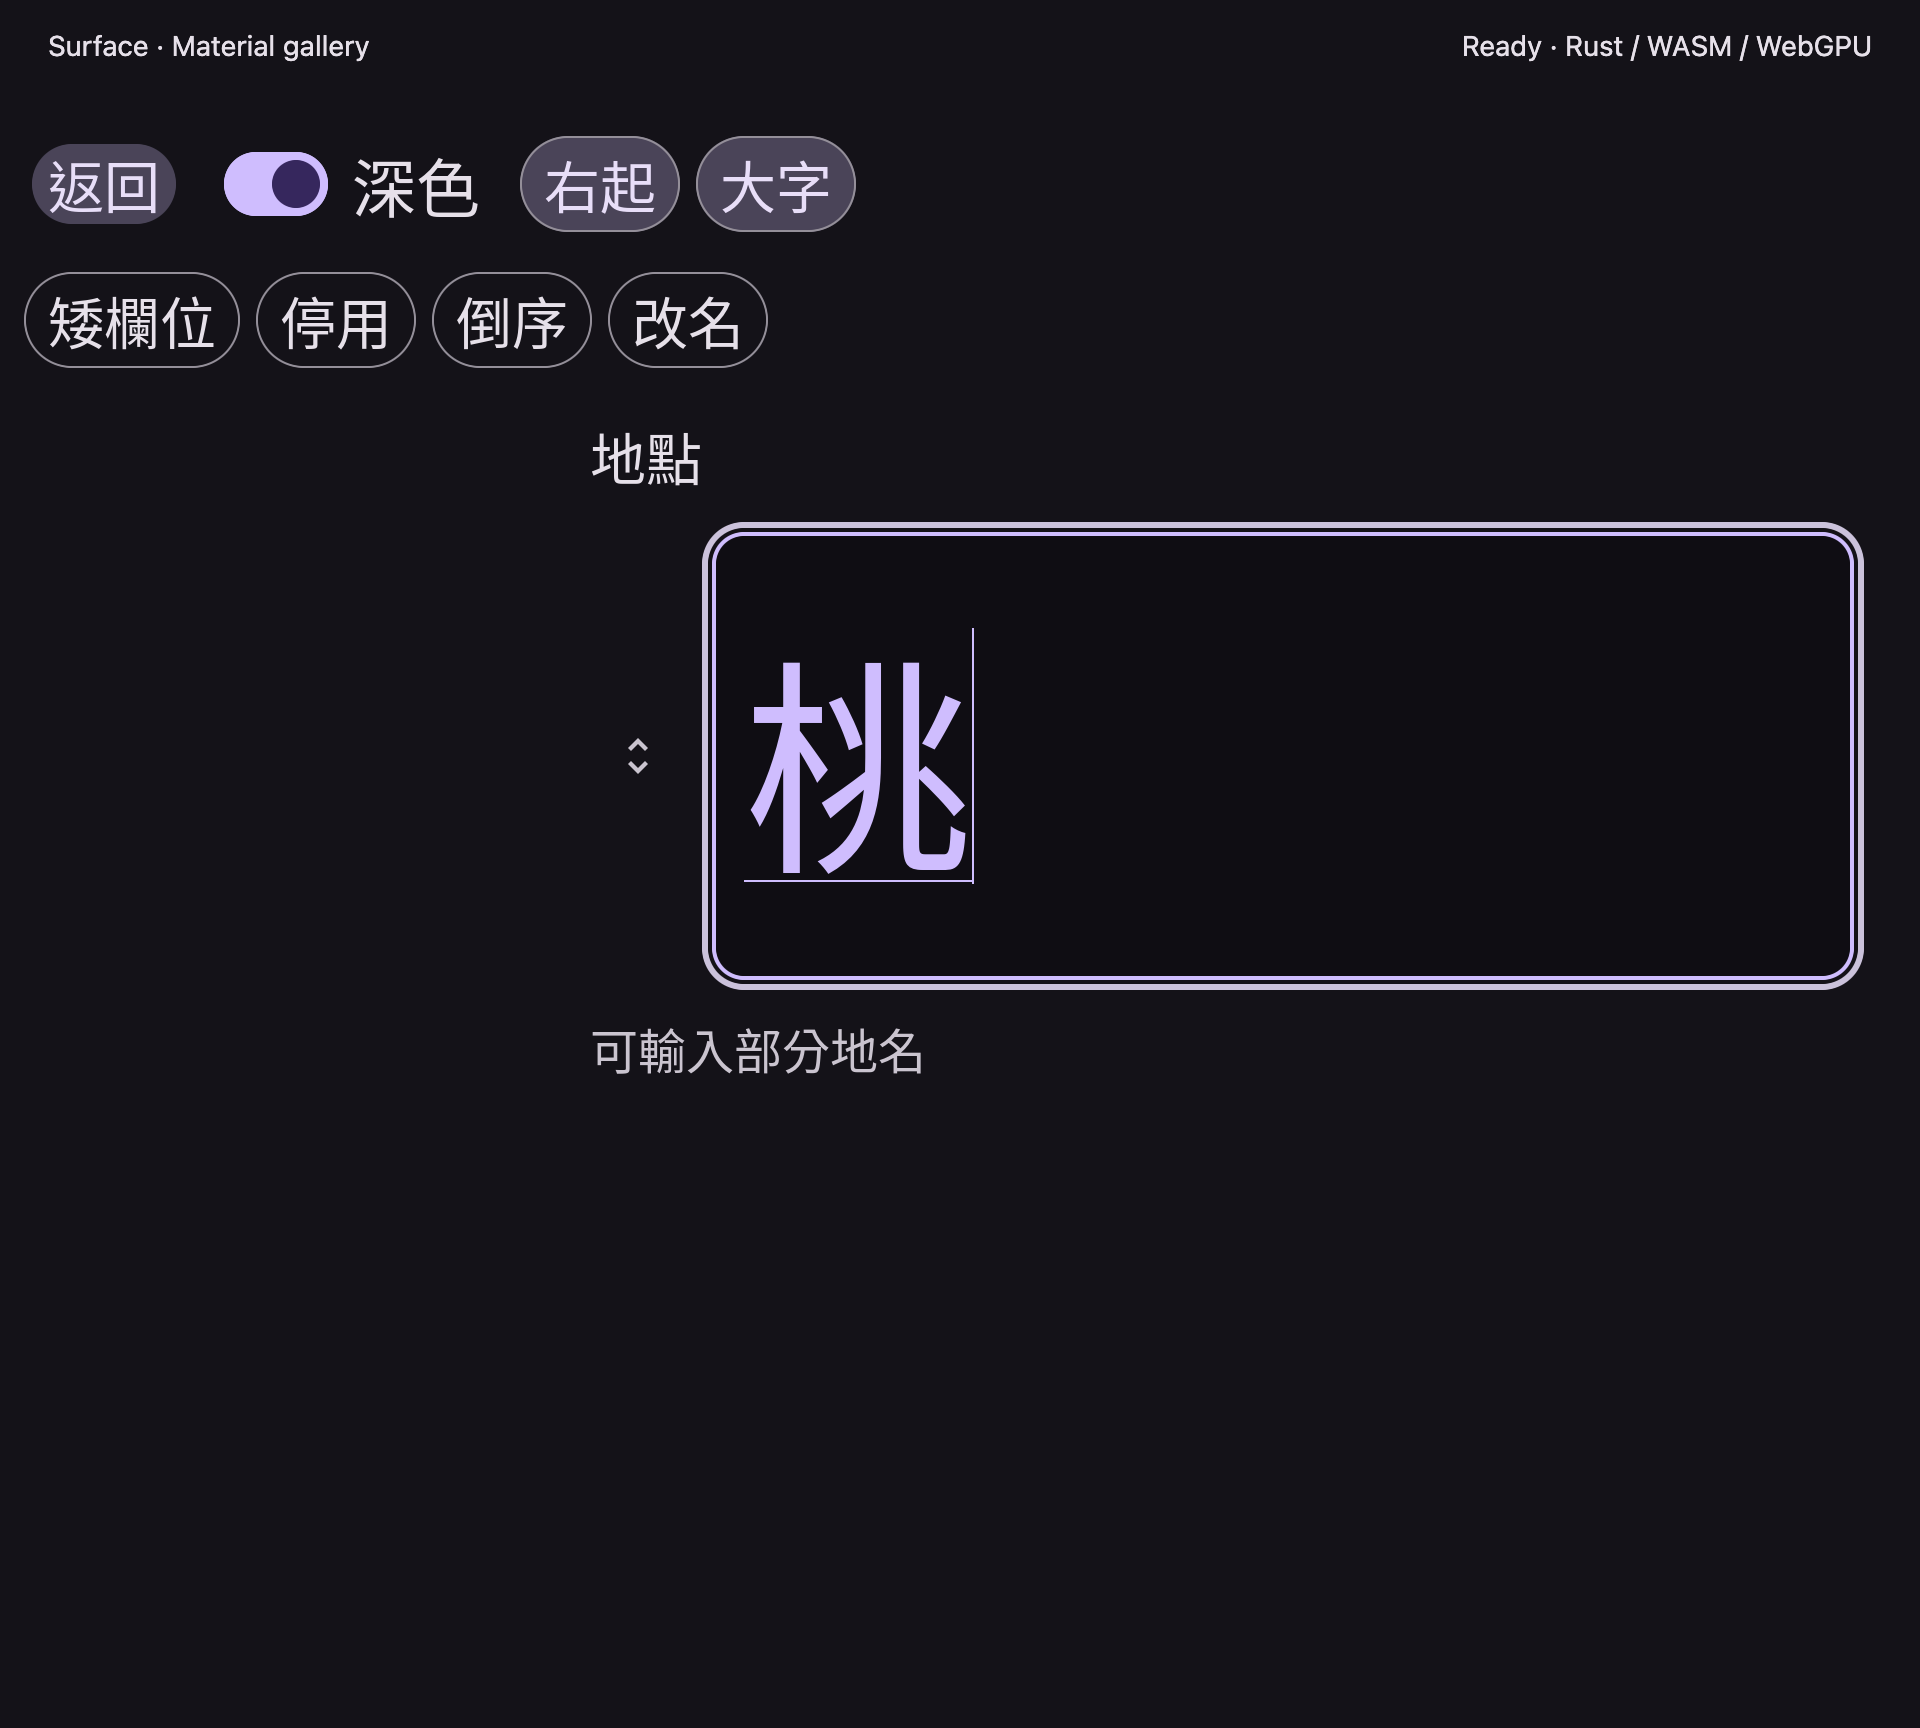 Surface · Material gallery
Ready · Rust / WASM / WebGPU
返回 深色 右起 大字
矮欄位 停用 倒序 改名
地點
桃
可輸入部分地名